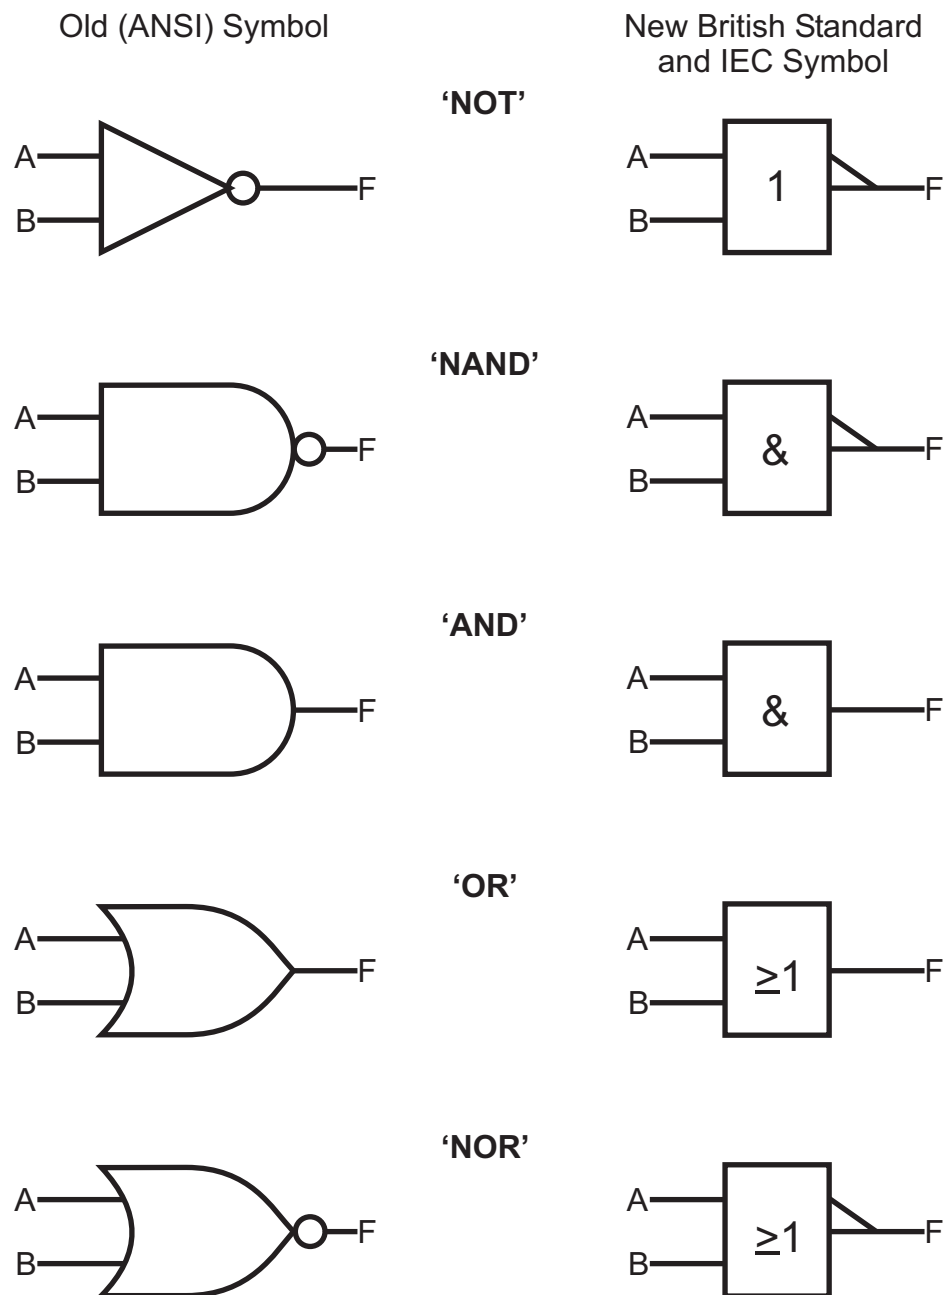 Old (ANSI) Symbol
New British Standard
and IEC Symbol
‘NOT’
A
B
F
A
B
1
F
‘NAND’
A
B
F
A
B
&
F
‘AND’
A
B
F
A
B
&
F
‘OR’
A
B
F
A
B
≥1
F
‘NOR’
A
B
F
A
B
≥1
F